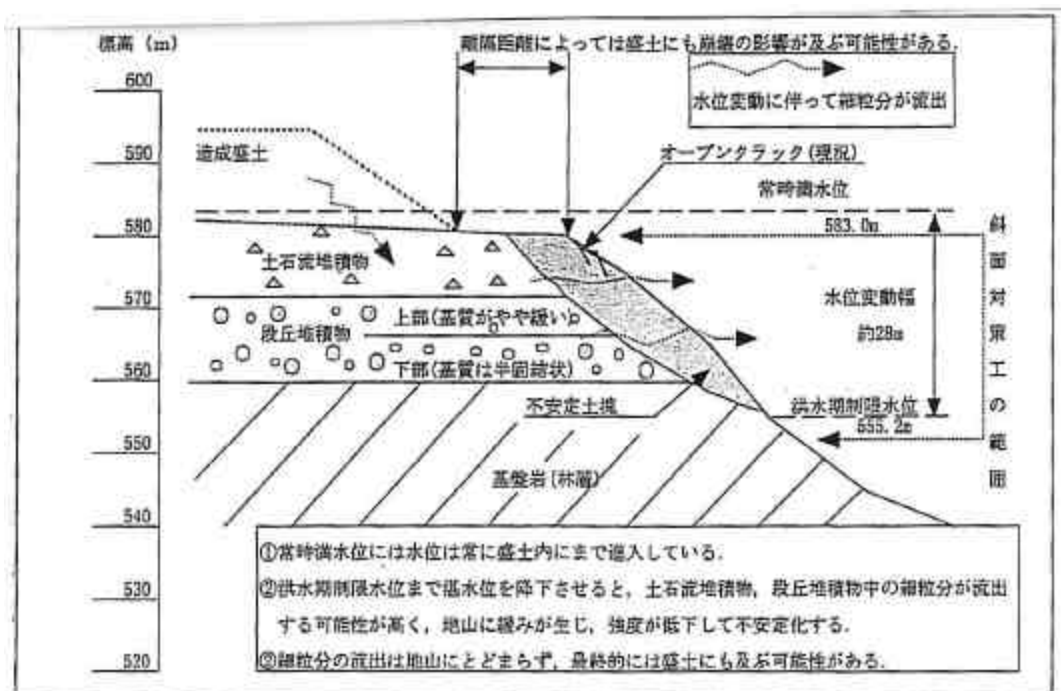 標高 (m)
離隔距離によっては盛土にも崩壊の影響が及ぶ可能性がある.
600
水位変動に伴って細粒分が流出
590
造成盛土
オープンクラック(現況)
常時満水位
583.0m
580
土石流堆積物
斜面対策工の範囲
570
水位変動幅
約28m
上部(基質がやや緩い)
段丘堆積物
下部(基質は半固結状)
560
不安定土塊
洪水期制限水位
555.2m
550
基盤岩(林層)
540
①常時満水位には水位は常に盛土内にまで進入している.
②洪水期制限水位まで湛水位を降下させると, 土石流堆積物, 段丘堆積物中の細粒分が流出
する可能性が高く, 地山に緩みが生じ, 強度が低下して不安定化する.
③細粒分の流出は地山にとどまらず, 最終的には盛土にも及ぶ可能性がある.
530
520